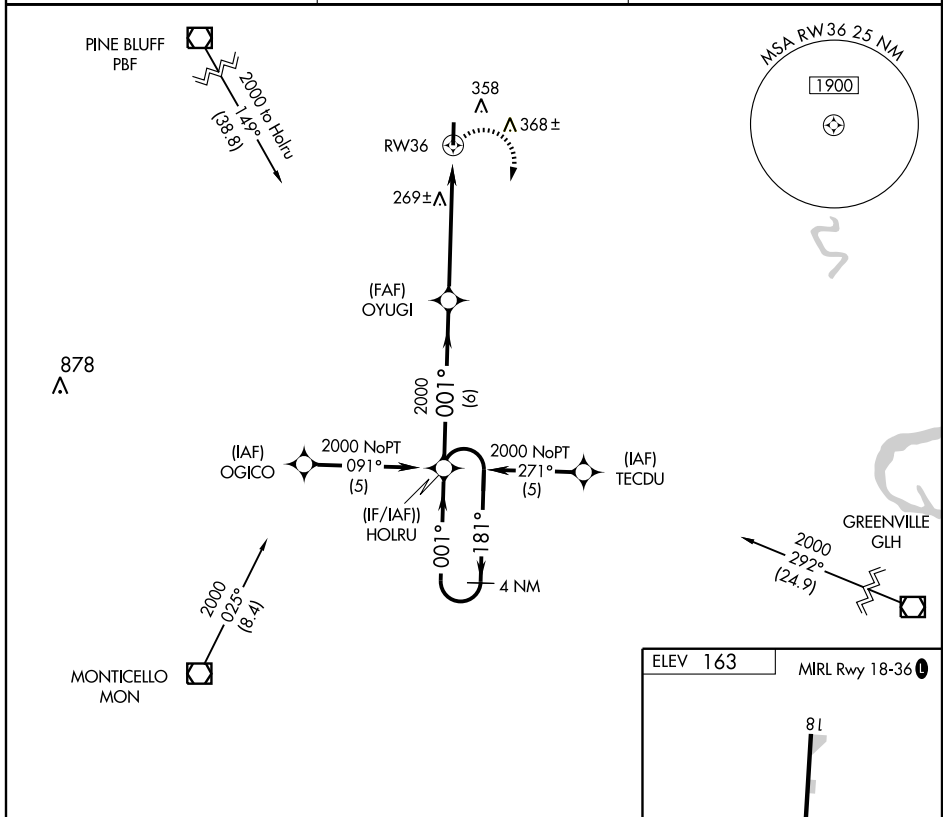 PINE BLUFF
PBF
2000 to Holru
149°
(38.8)
MSA RW36 25 NM
1900
358
368±
RW36
269±
(FAF)
OYUGI
878
2000
001°
(6)
(IAF)
OGICO
2000 NoPT
091°
(5)
2000 NoPT
271°
(5)
(IAF)
TECDU
(IF/IAF))
HOLRU
001°
181°
4 NM
GREENVILLE
GLH
2000
292°
(24.9)
2000
025°
(8.4)
MONTICELLO
MON
ELEV 163
MIRL Rwy 18-36 L
18